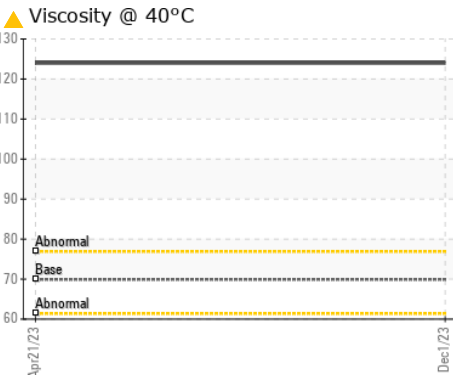 Viscosity @ 40°C
130
120
110
100
90
80
Abnormal
70
Base
60
Abnormal
Apr21/23
Dec1/23